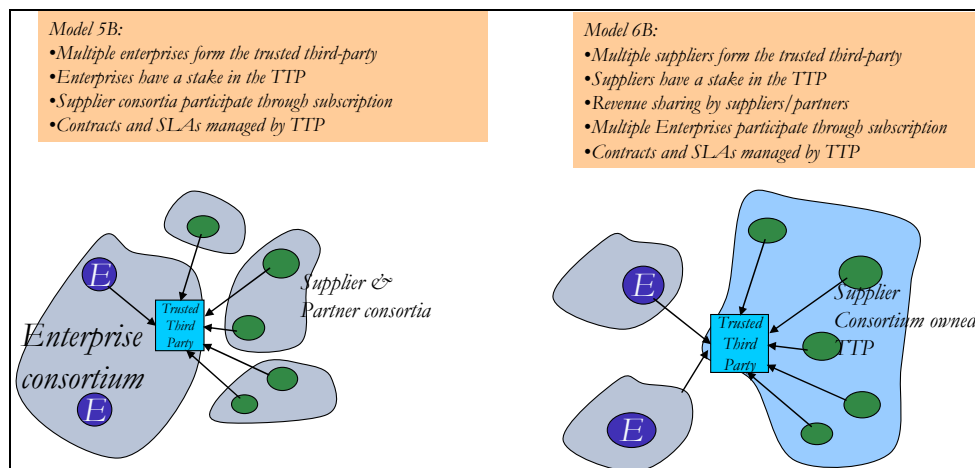 Model 5B:
•Multiple enterprises form the trusted third-party
•Enterprises have a stake in the TTP
•Supplier consortia participate through subscription
•Contracts and SLAs managed by TTP
Model 6B:
•Multiple suppliers form the trusted third-party
•Suppliers have a stake in the TTP
•Revenue sharing by suppliers/partners
•Multiple Enterprises participate through subscription
•Contracts and SLAs managed by TTP
E
Supplier &
Partner consortia
Trusted
Third
Party
Enterprise
consortium
E
E
Supplier
Consortium owned
TTP
Trusted
Third
Party
E